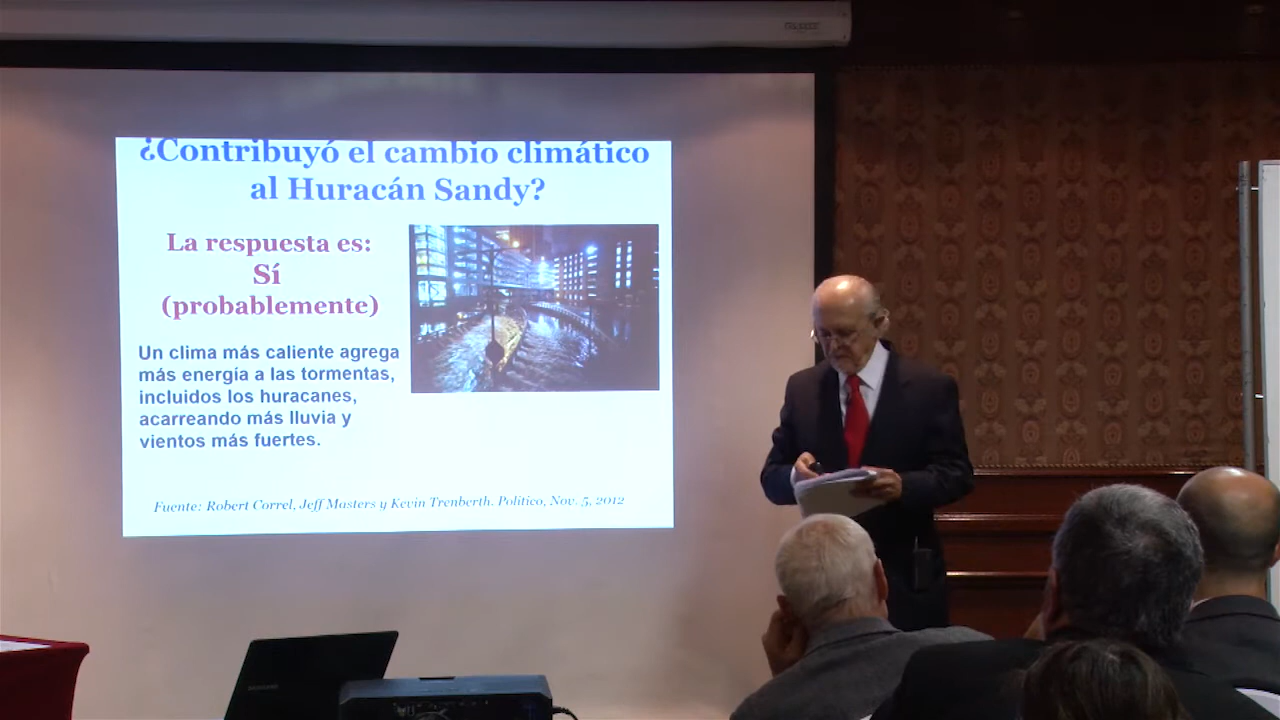 ¿Contribuyó el cambio climático
al Huracán Sandy?
La respuesta es:
Sí
(probablemente)
Un clima más caliente agrega
más energía a las tormentas,
incluidos los huracanes,
acarreando más lluvia y
vientos más fuertes.
Fuente: Robert Correl, Jeff Masters y Kevin Trenberth. Politico, Nov. 5, 2012
SAMSUNG